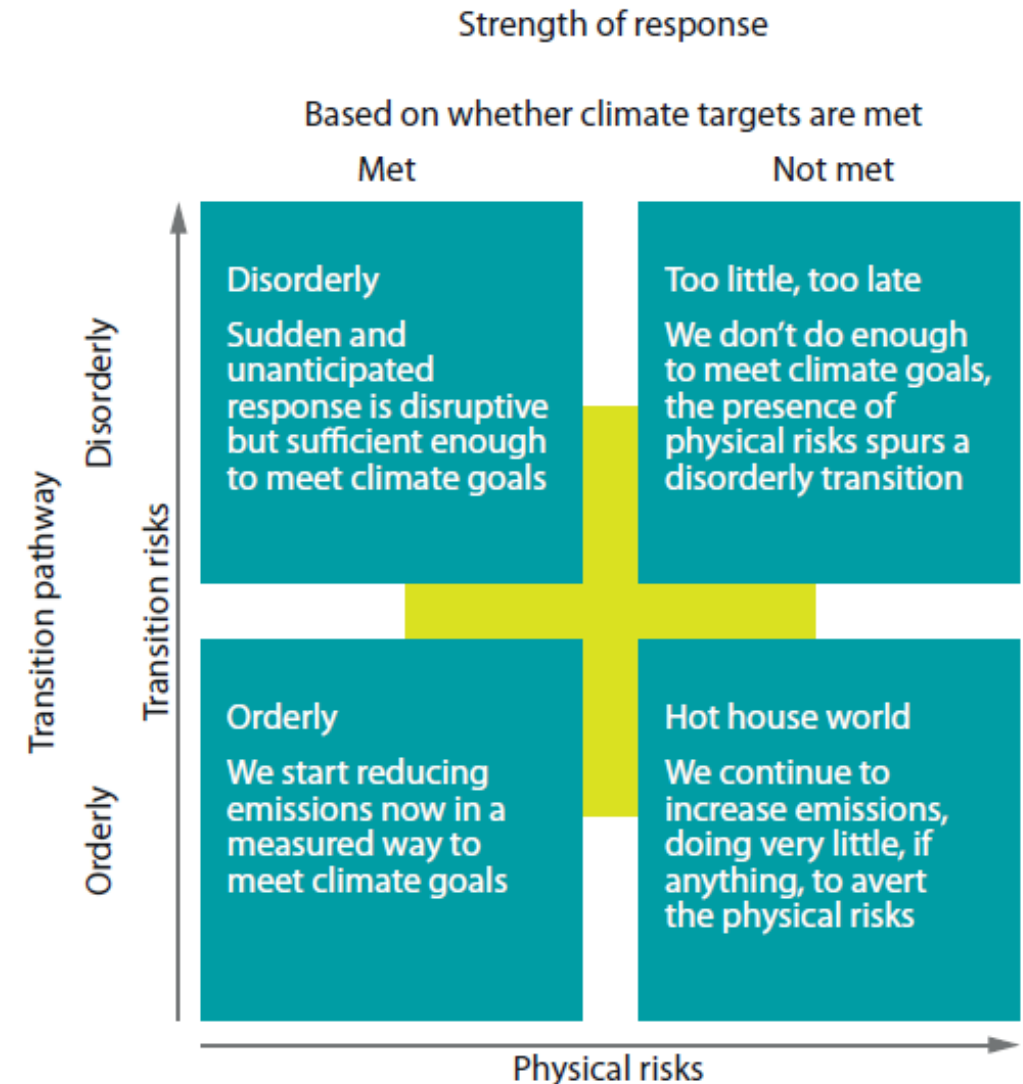 Strength of response
Based on whether climate targets are met
Met
Not met
Transition pathway
Disorderly
Orderly
Transition risks
Disorderly
Sudden and
unanticipated
response is disruptive
but sufficient enough
to meet climate goals
Too little, too late
We don’t do enough
to meet climate goals,
the presence of
physical risks spurs a
disorderly transition
Orderly
We start reducing
emissions now in a
measured way to
meet climate goals
Hot house world
We continue to
increase emissions,
doing very little, if
anything, to avert
the physical risks
Physical risks